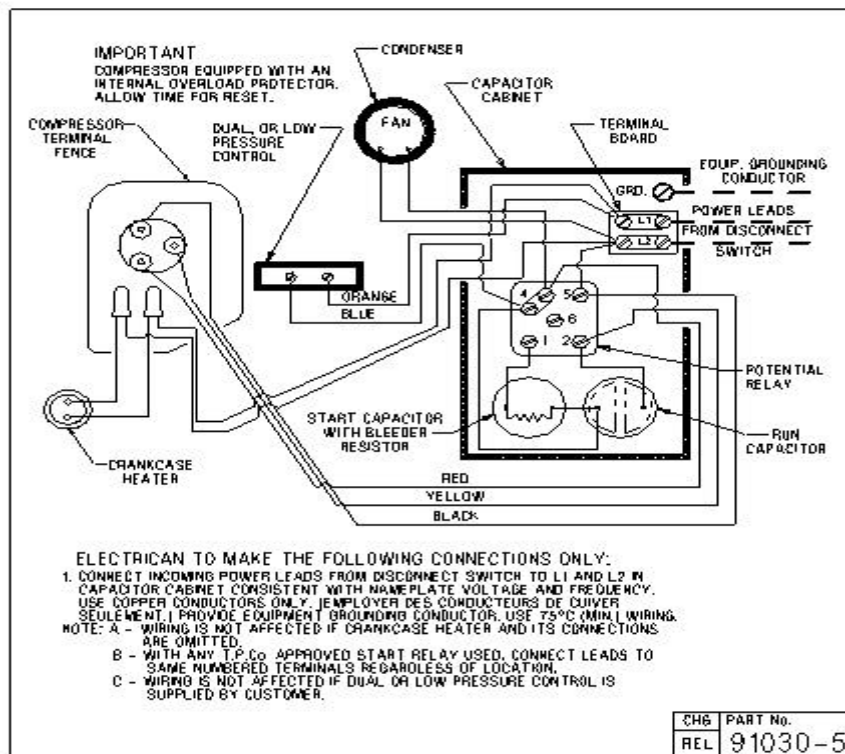 IMPORTANT
COMPRESSOR EQUIPPED WITH AN
INTERNAL OVERLOAD PROTECTOR.
ALLOW TIME FOR RESET.
CONDENSER
FAN
CAPACITOR
CABINET
COMPRESSOR
TERMINAL
FENCE
DUAL, OR LOW
PRESSURE
CONTROL
TERMINAL
BOARD
EQUIP. GROUNDING
CONDUCTOR
GRD.
L1
POWER LEADS
FROM DISCONNECT
L2
SWITCH
ORANGE
BLUE
4
5
6
1
2
POTENTIAL
RELAY
START CAPACITOR
WITH BLEEDER
RESISTOR
RUN
CAPACITOR
CRANKCASE
HEATER
RED
YELLOW
BLACK
ELECTRICAN TO MAKE THE FOLLOWING CONNECTIONS ONLY:
1. CONNECT INCOMING POWER LEADS FROM DISCONNECT SWITCH TO L1 AND L2 IN
CAPACITOR CABINET CONSISTENT WITH NAMEPLATE VOLTAGE AND FREQUENCY.
USE COPPER CONDUCTORS ONLY. (EMPLOYER DES CONDUCTEURS DE CUIVER
SEULEMENT.) PROVIDE EQUIPMENT GROUNDING CONDUCTOR. USE 75°C (MIN.) WIRING.
NOTE: A - WIRING IS NOT AFFECTED IF CRANKCASE HEATER AND ITS CONNECTIONS
ARE OMITTED.
B - WITH ANY T.P.Co APPROVED START RELAY USED, CONNECT LEADS TO
SAME NUMBERED TERMINALS REGARDLESS OF LOCATION.
C - WIRING IS NOT AFFECTED IF DUAL OR LOW PRESSURE CONTROL IS
SUPPLIED BY CUSTOMER.
CHG PART No.
REL 91030-5